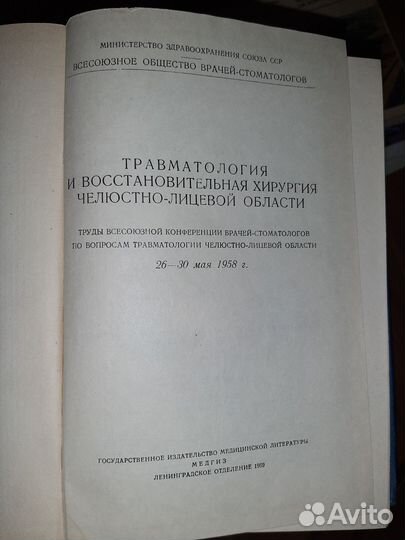 МИНИСТЕРСТВО ЗДРАВООХРАНЕНИЯ СОЮЗА ССР
ВСЕСОЮЗНОЕ ОБЩЕСТВО ВРАЧЕЙ-СТОМАТОЛОГОВ
ТРАВМАТОЛОГИЯ
И ВОССТАНОВИТЕЛЬНАЯ ХИРУРГИЯ
ЧЕЛЮСТНО-ЛИЦЕВОЙ ОБЛАСТИ
ТРУДЫ ВСЕСОЮЗНОЙ КОНФЕРЕНЦИИ ВРАЧЕЙ-СТОМАТОЛОГОВ
ПО ВОПРОСАМ ТРАВМАТОЛОГИИ ЧЕЛЮСТНО-ЛИЦЕВОЙ ОБЛАСТИ
26—30 мая 1958 г.
ГОСУДАРСТВЕННОЕ ИЗДАТЕЛЬСТВО МЕДИЦИНСКОЙ ЛИТЕРАТУРЫ
МЕДГИЗ
ЛЕНИНГРАДСКОЕ ОТДЕЛЕНИЕ 1959
Avito